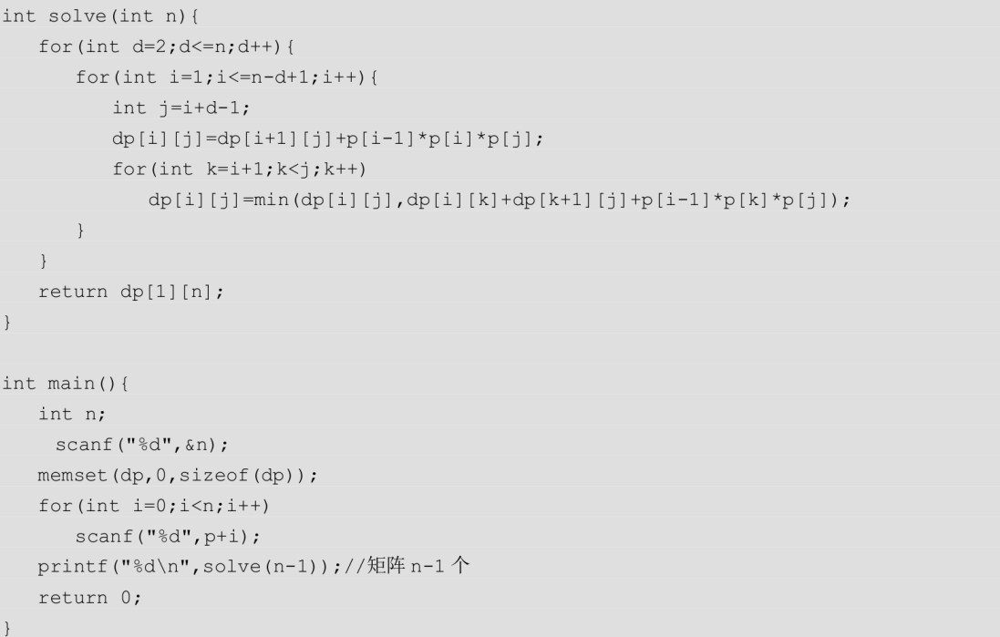 int solve(int n){
   for(int d=2;d<=n;d++){
      for(int i=1;i<=n-d+1;i++){
         int j=i+d-1;
         dp[i][j]=dp[i+1][j]+p[i-1]*p[i]*p[j];
         for(int k=i+1;k<j;k++)
            dp[i][j]=min(dp[i][j],dp[i][k]+dp[k+1][j]+p[i-1]*p[k]*p[j]);
      }
   }
   return dp[1][n];
}

int main(){
   int n;
    scanf("%d",&n);
   memset(dp,0,sizeof(dp));
   for(int i=0;i<n;i++)
      scanf("%d",p+i);
   printf("%d\n",solve(n-1));//矩阵 n-1 个
   return 0;
}